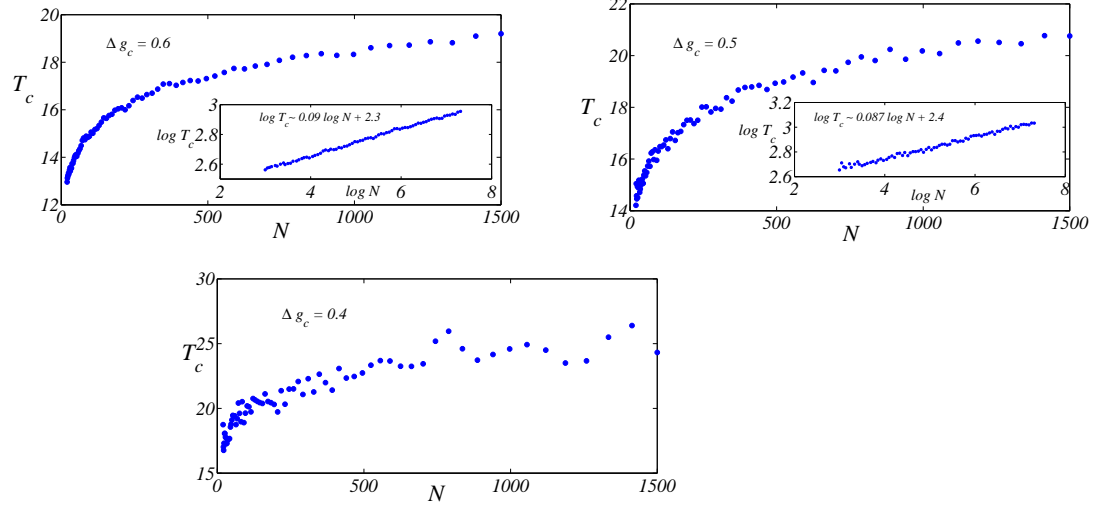 20
18
16
14
12
T_c
Δ g_c = 0.6
3
2.8
2.6
log T_c
log T_c ~ 0.09 log N + 2.3
2 4 6 8
log N
0 500 1000 1500
N
22
20
18
16
14
T_c
Δ g_c = 0.5
3.2
3
2.8
2.6
log T_c
log T_c ~ 0.087 log N + 2.4
2 4 6 8
log N
0 500 1000 1500
N
30
25
20
15
T_c
Δ g_c = 0.4
0 500 1000 1500
N